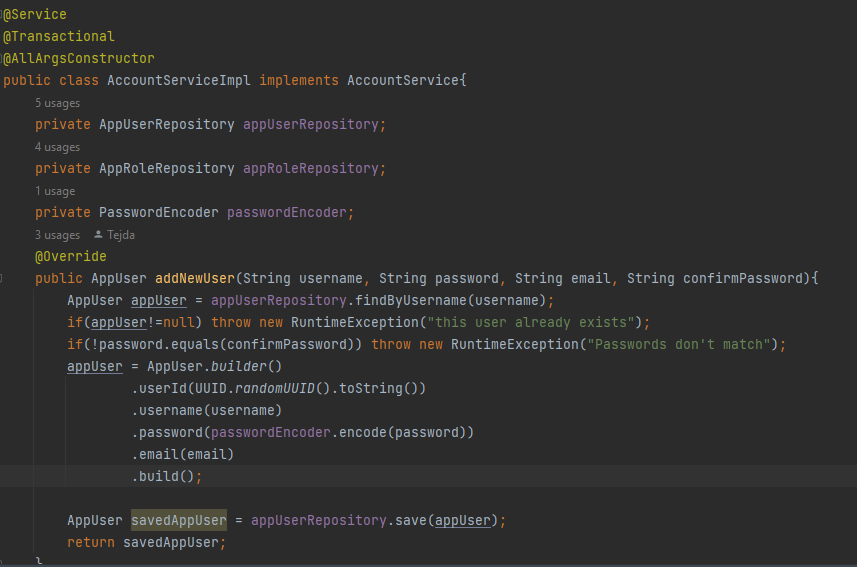 @Service
@Transactional
@AllArgsConstructor
public class AccountServiceImpl implements AccountService{
5 usages
private AppUserRepository appUserRepository;
4 usages
private AppRoleRepository appRoleRepository;
1 usage
private PasswordEncoder passwordEncoder;
3 usages Tejda
@Override
public AppUser addNewUser(String username, String password, String email, String confirmPassword){
AppUser appUser = appUserRepository.findByUsername(username);
if(appUser!=null) throw new RuntimeException("this user already exists");
if(!password.equals(confirmPassword)) throw new RuntimeException("Passwords don't match");
appUser = AppUser.builder()
.userId(UUID.randomUUID().toString())
.username(username)
.password(passwordEncoder.encode(password))
.email(email)
.build();
AppUser savedAppUser = appUserRepository.save(appUser);
return savedAppUser;
}